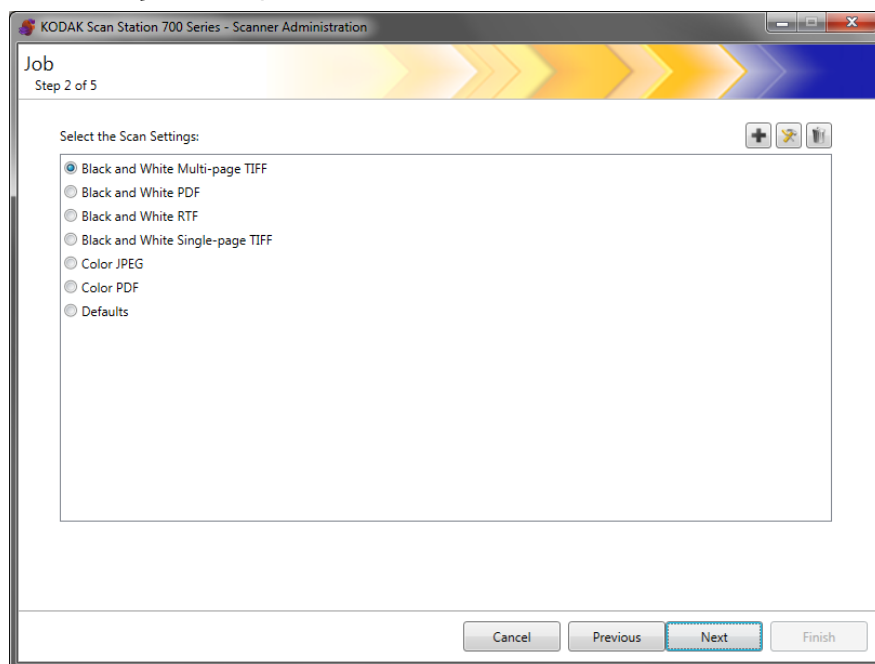 KODAK Scan Station 700 Series - Scanner Administration
Job
Step 2 of 5
Select the Scan Settings:
Black and White Multi-page TIFF
Black and White PDF
Black and White RTF
Black and White Single-page TIFF
Color JPEG
Color PDF
Defaults
Cancel Previous Next Finish